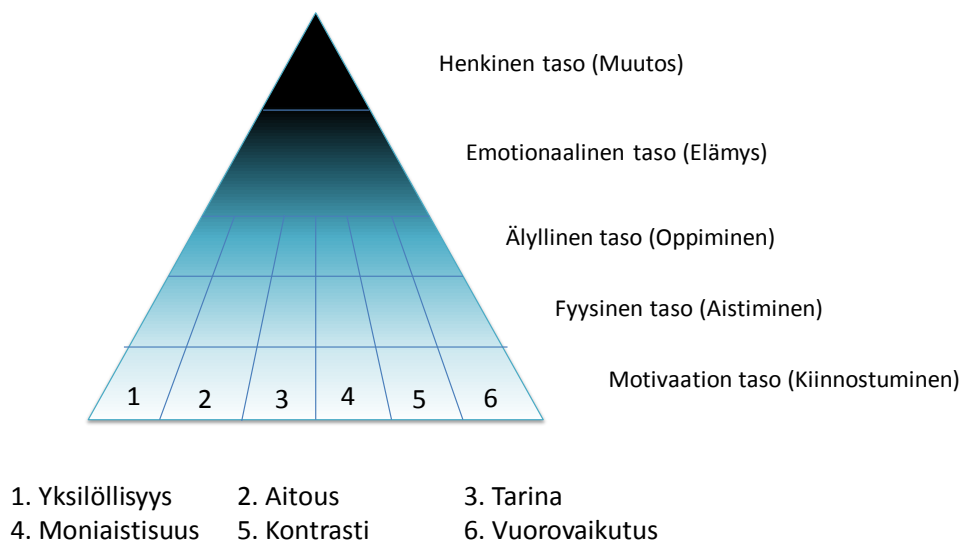 Henkinen taso (Muutos)
Emotionaalinen taso (Elämys)
Älyllinen taso (Oppiminen)
Fyysinen taso (Aistiminen)
Motivaation taso (Kiinnostuminen)
1 2 3 4 5 6
1. Yksilöllisyys 2. Aitous 3. Tarina
4. Moniaistisuus 5. Kontrasti 6. Vuorovaikutus